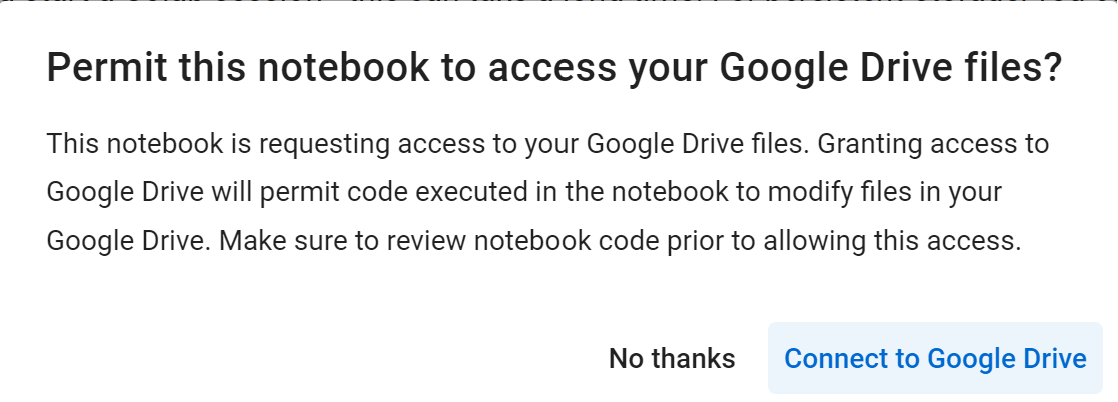 Permit this notebook to access your Google Drive files?
This notebook is requesting access to your Google Drive files. Granting access to
Google Drive will permit code executed in the notebook to modify files in your
Google Drive. Make sure to review notebook code prior to allowing this access.
No thanks
Connect to Google Drive